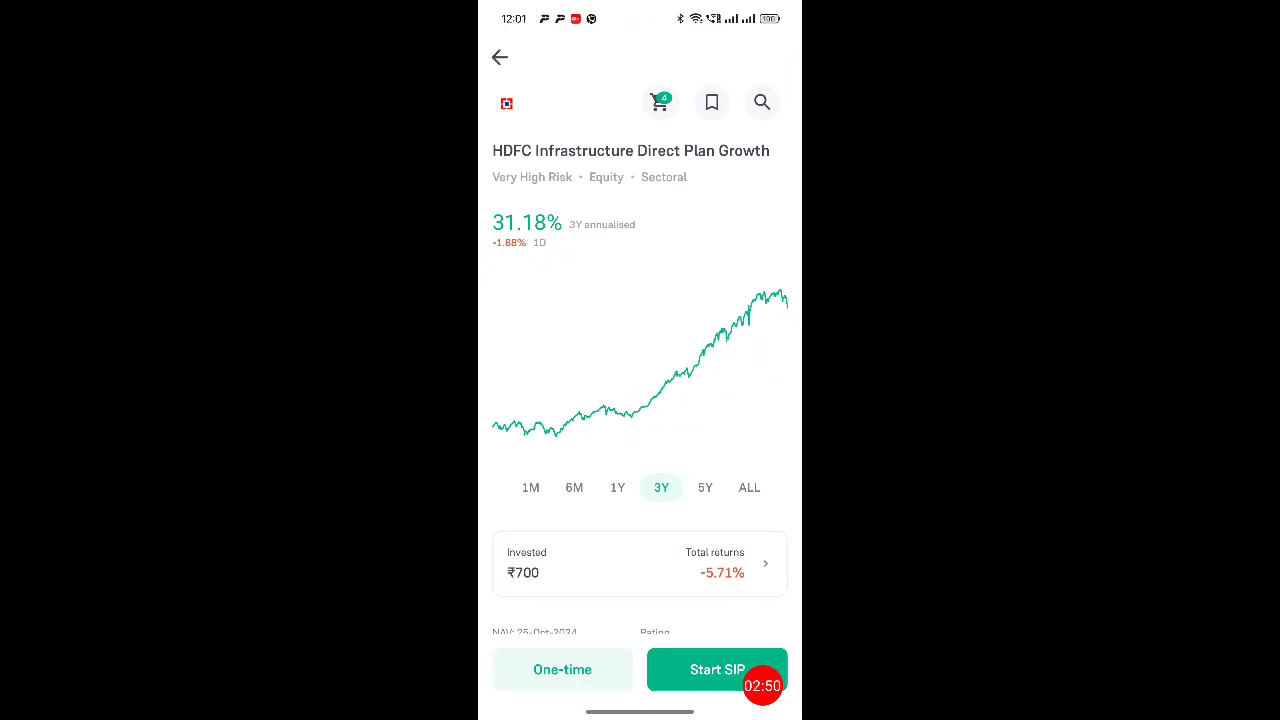 12:01 100
4
HDFC Infrastructure Direct Plan Growth
Very High Risk • Equity • Sectoral
31.18% 3Y annualised
-1.88% 1D
1M 6M 1Y 3Y 5Y ALL
Invested Total returns
₹700 -5.71%
NAV: 25-Oct-2024 Rating
One-time Start SIP
02:50